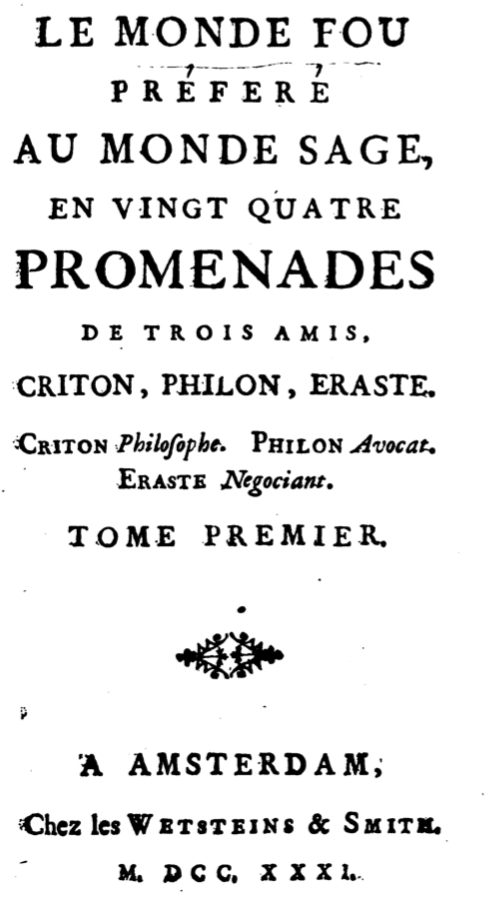 LE MONDE FOU
PRÉFERÉ
AU MONDE SAGE,
EN VINGT QUATRE
PROMENADES
DE TROIS AMIS,
CRITON, PHILON, ERASTE.
CRITON Philoſophe. PHILON Avocat.
ERASTE Negociant.
TOME PREMIER.
A AMSTERDAM,
Chez les WETSTEINS & SMITH.
M. DCC. XXXI.